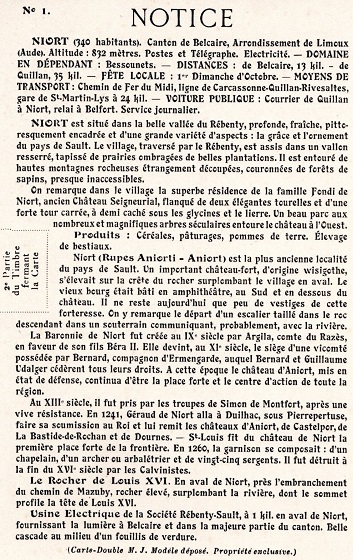 Nº 1.
NOTICE
NIORT (340 habitants). Canton de Belcaire, Arrondissement de Limoux
(Aude). Altitude : 832 mètres. Postes et Télégraphe. Electricité. — DOMAINE
EN DÉPENDANT : Bessounets. — DISTANCES : de Belcaire, 13 kil. - de
Quillan, 35 kil. — FÊTE LOCALE : 1er Dimanche d'Octobre. — MOYENS DE
TRANSPORT : Chemin de Fer du Midi, ligne de Carcassonne-Quillan-Rivesaltes,
gare de St-Martin-Lys à 24 kil. — VOITURE PUBLIQUE : Courrier de Quillan
à Niort, relai à Belfort. Service journalier.
NIORT est situé dans la belle vallée du Rébenty, profonde, fraîche, pitto-
resquement encadrée et d'une grande variété d'aspects : la grâce et l'ornement
du pays de Sault. Le village, traversé par le Rébenty, est assis dans un vallon
resserré, tapissé de prairies ombragées de belles plantations. Il est entouré de
hautes montagnes rocheuses étrangement découpées, couronnées de forêts de
sapins, presque inaccessibles.
On remarque dans le village la superbe résidence de la famille Fondi de
Niort, ancien Château Seigneurial, flanqué de deux élégantes tourelles et d'une
forte tour carrée, à demi caché sous les glycines et le lierre. Un beau parc aux
nombreux et magnifiques arbres séculaires entoure le château à l'Ouest.
Produits : Céréales, pâturages, pommes de terre. Élevage
de bestiaux.
Niort (Rupes Aniorti - Aniort) est la plus ancienne localité
du pays de Sault. Un important château-fort, d'origine wisigothe,
s'élevait sur la crête du rocher surplombant le village en aval. Le
vieux bourg était bâti en amphithéâtre, au Sud et en dessous du
château. Il ne reste aujourd'hui que peu de vestiges de cette
forteresse. On y remarque le départ d'un escalier taillé dans le roc
descendant dans un souterrain communiquant, probablement, avec la rivière.
La Baronnie de Niort fut créée au IXe siècle par Argila, comte du Razès,
en faveur de son fils Béra II. Elle devint, au XIe siècle, le siège d'une vicomté
possédée par Bernard, compagnon d'Ermengarde, auquel Bernard et Guillaume
Udalger cédèrent tous leurs droits. A cette époque le château d'Aniort, mis en
état de défense, continua d'être la place forte et le centre d'action de toute la
région.
Au XIIIe siècle, il fut pris par les troupes de Simon de Montfort, après une
vive résistance. En 1241, Géraud de Niort alla à Duilhac, sous Pierrepertuse,
faire sa soumission au Roi et lui remit les châteaux d'Aniort, de Castelpor, de
La Bastide-de-Rochan et de Dournes. — St-Louis fit du château de Niort la
première place forte de la frontière. En 1260, la garnison se composait : d'un
chapelain, d'un archer ou arbalétrier et de vingt-cinq sergents. Il fut détruit à
la fin du XVIe siècle par les Calvinistes.
Le Rocher de Louis XVI. En aval de Niort, près l'embranchement
du chemin de Mazuby, rocher élevé, surplombant la rivière, dont le sommet
profile la tête de Louis XVI.
Usine Electrique de la Société Rébenty-Sault, à 1 kil. en aval de Niort,
fournissant la lumière à Belcaire et dans la majeure partie du canton. Belle
cascade au milieu d'un fouillis de verdure.
(Carte-Double M. J. Modèle déposé. Propriété exclusive.)
2e Partie
du Timbre
fermant
la Carte